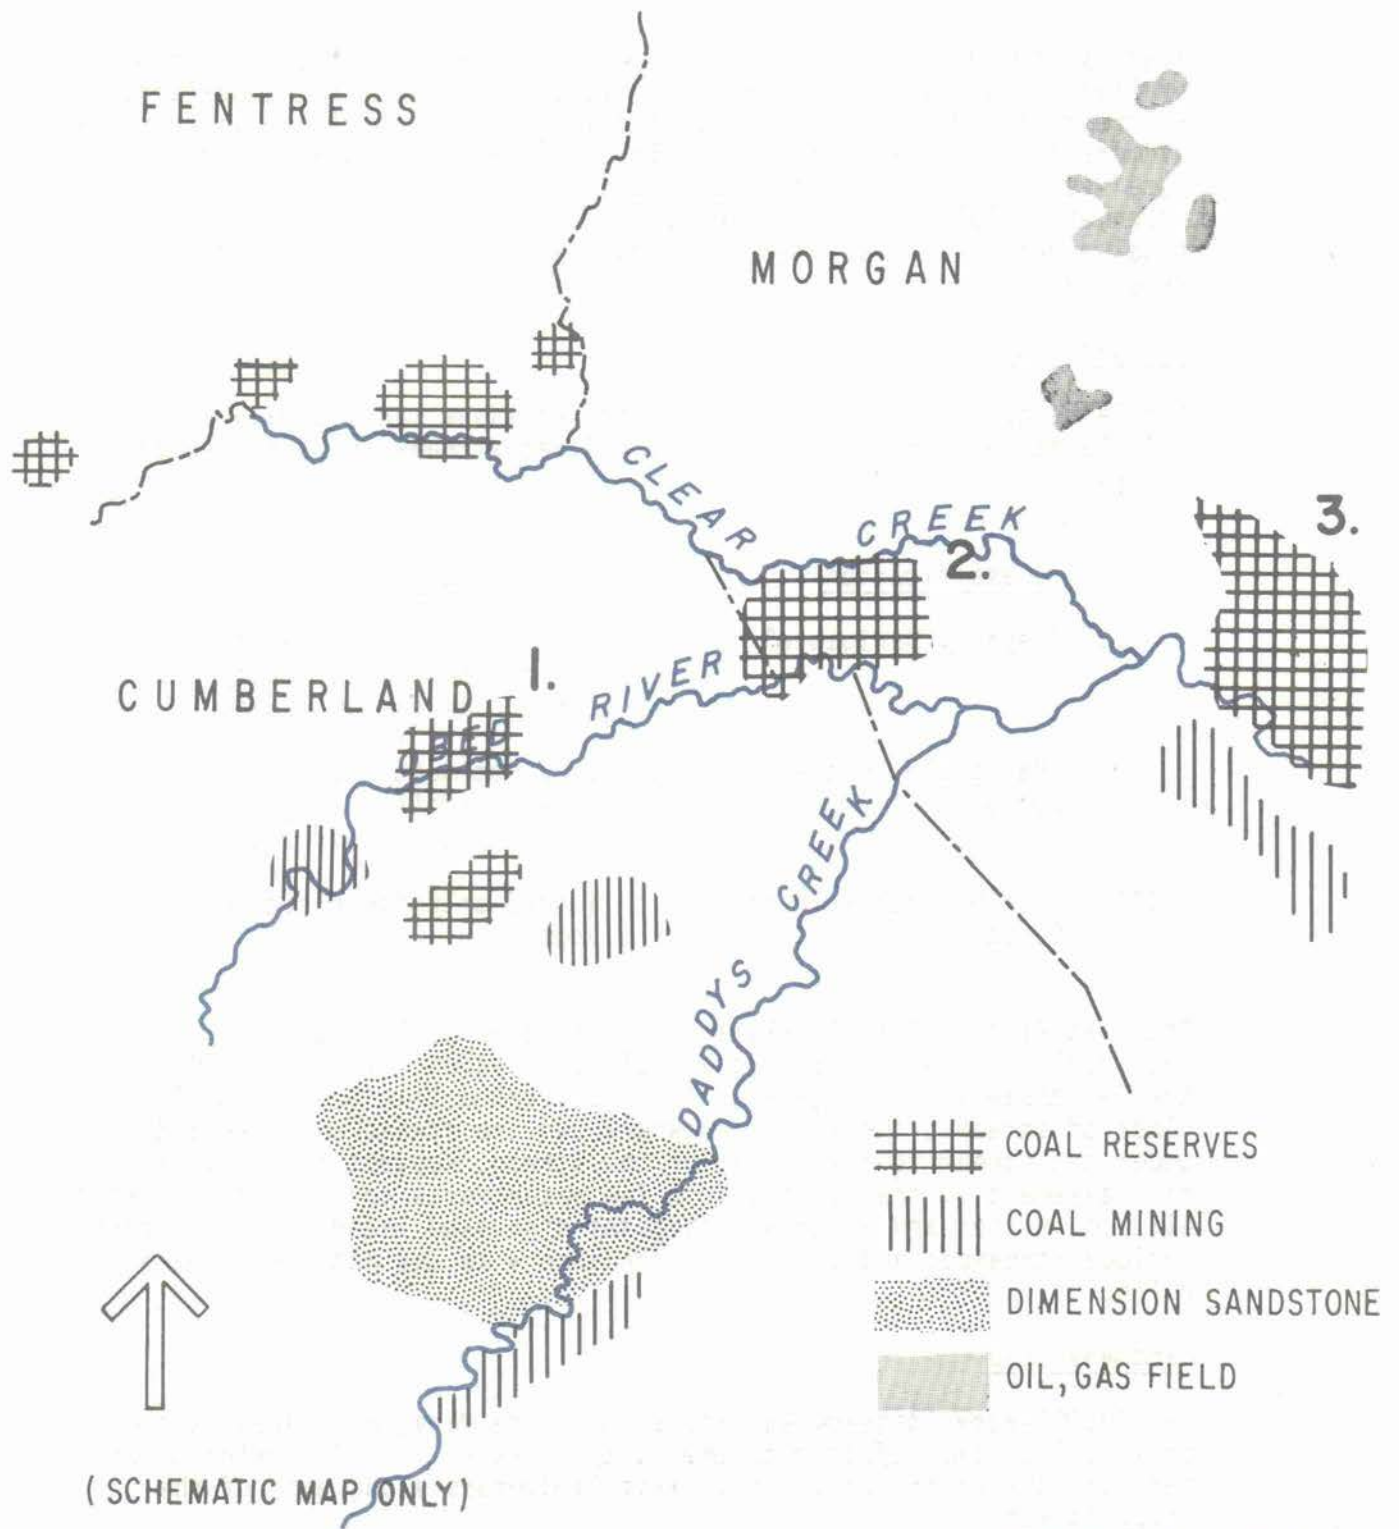 FENTRESS
MORGAN
CLEAR CREEK
3.
2.
1.
CUMBERLAND
OBED RIVER
DADDYS CREEK
COAL RESERVES
COAL MINING
DIMENSION SANDSTONE
OIL, GAS FIELD
(SCHEMATIC MAP ONLY)